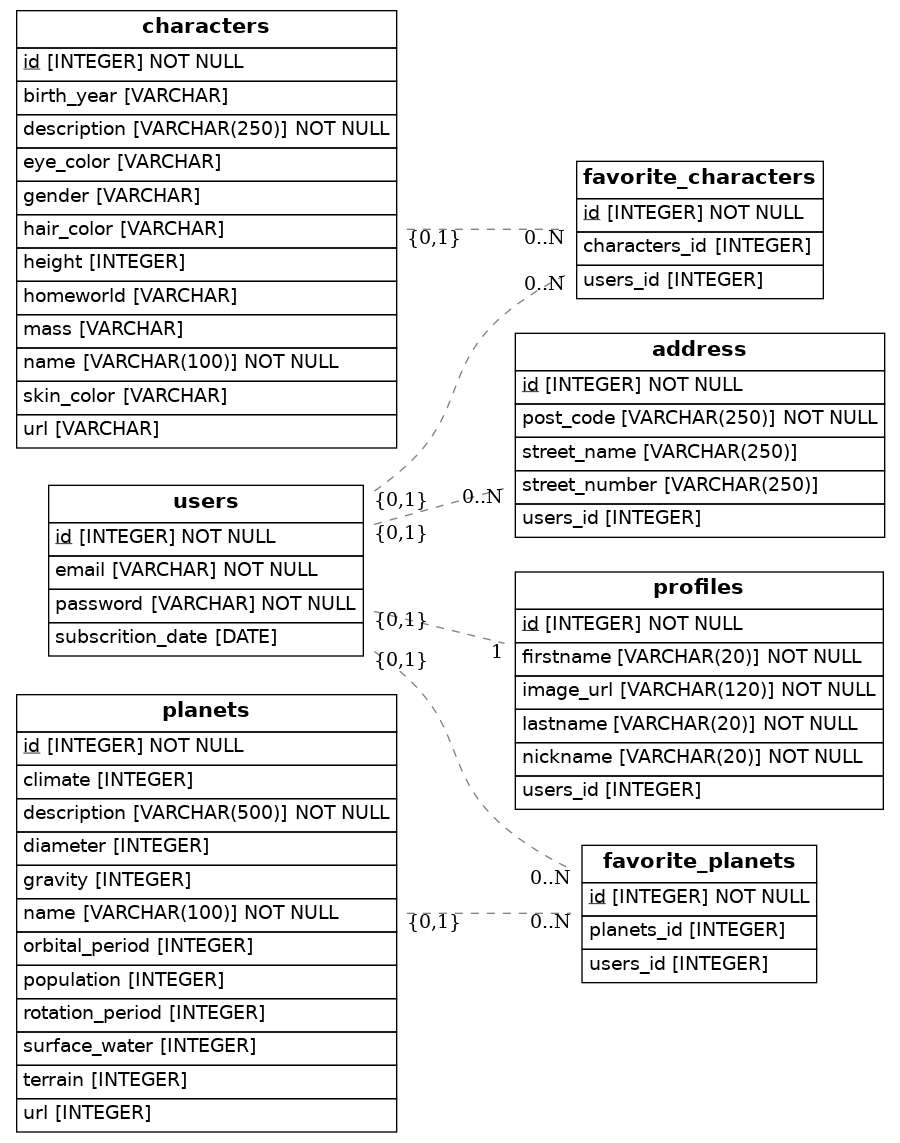 characters
id [INTEGER] NOT NULL
birth_year [VARCHAR]
description [VARCHAR(250)] NOT NULL
eye_color [VARCHAR]
gender [VARCHAR]
hair_color [VARCHAR]
height [INTEGER]
homeworld [VARCHAR]
mass [VARCHAR]
name [VARCHAR(100)] NOT NULL
skin_color [VARCHAR]
url [VARCHAR]
{0,1}
0..N
favorite_characters
id [INTEGER] NOT NULL
characters_id [INTEGER]
users_id [INTEGER]
0..N
address
id [INTEGER] NOT NULL
post_code [VARCHAR(250)] NOT NULL
street_name [VARCHAR(250)]
street_number [VARCHAR(250)]
users_id [INTEGER]
users
id [INTEGER] NOT NULL
email [VARCHAR] NOT NULL
password [VARCHAR] NOT NULL
subscrition_date [DATE]
{0,1}
0..N
{0,1}
{0,1}
1
{0,1}
profiles
id [INTEGER] NOT NULL
firstname [VARCHAR(20)] NOT NULL
image_url [VARCHAR(120)] NOT NULL
lastname [VARCHAR(20)] NOT NULL
nickname [VARCHAR(20)] NOT NULL
users_id [INTEGER]
planets
id [INTEGER] NOT NULL
climate [INTEGER]
description [VARCHAR(500)] NOT NULL
diameter [INTEGER]
gravity [INTEGER]
name [VARCHAR(100)] NOT NULL
orbital_period [INTEGER]
population [INTEGER]
rotation_period [INTEGER]
surface_water [INTEGER]
terrain [INTEGER]
url [INTEGER]
0..N
{0,1}
0..N
favorite_planets
id [INTEGER] NOT NULL
planets_id [INTEGER]
users_id [INTEGER]